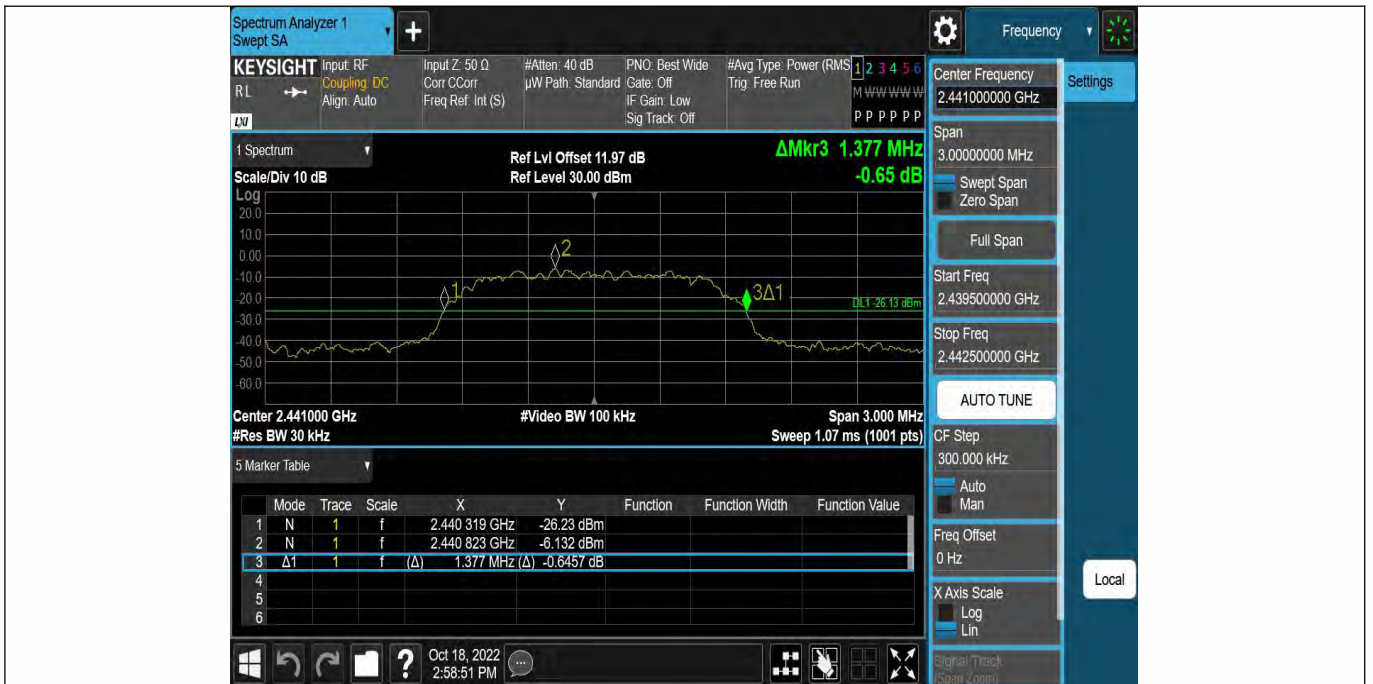 Spectrum Analyzer 1
Swept SA
+
Frequency
KEYSIGHT
RL
LXI
Input: RF
Coupling: DC
Align: Auto
Input Z: 50 Ω
Corr CCorr
Freq Ref: Int (S)
#Atten: 40 dB
µW Path: Standard
PNO: Best Wide
Gate: Off
IF Gain: Low
Sig Track: Off
#Avg Type: Power (RMS
Trig: Free Run
1 2 3 4 5 6
M W W W W W
P P P P P P
1 Spectrum
Scale/Div 10 dB
Ref Lvl Offset 11.97 dB
Ref Level 30.00 dBm
ΔMkr3 1.377 MHz
-0.65 dB
Log
20.0
10.0
0.00
-10.0
-20.0
-30.0
-40.0
-50.0
-60.0
1
2
3Δ1
DL1 -26.13 dBm
Center 2.441000 GHz
#Video BW 100 kHz
Span 3.000 MHz
#Res BW 30 kHz
Sweep 1.07 ms (1001 pts)
5 Marker Table
Mode Trace Scale X Y Function Function Width Function Value
1 N 1 f 2.440 319 GHz -26.23 dBm
2 N 1 f 2.440 823 GHz -6.132 dBm
3 Δ1 1 f (Δ) 1.377 MHz (Δ) -0.6457 dB
4
5
6
?
Oct 18, 2022
2:58:51 PM
Center Frequency
2.441000000 GHz
Span
3.00000000 MHz
Swept Span
Zero Span
Full Span
Start Freq
2.439500000 GHz
Stop Freq
2.442500000 GHz
AUTO TUNE
CF Step
300.000 kHz
Auto
Man
Freq Offset
0 Hz
X Axis Scale
Log
Lin
Signal Track
(Span Zoom)
Settings
Local